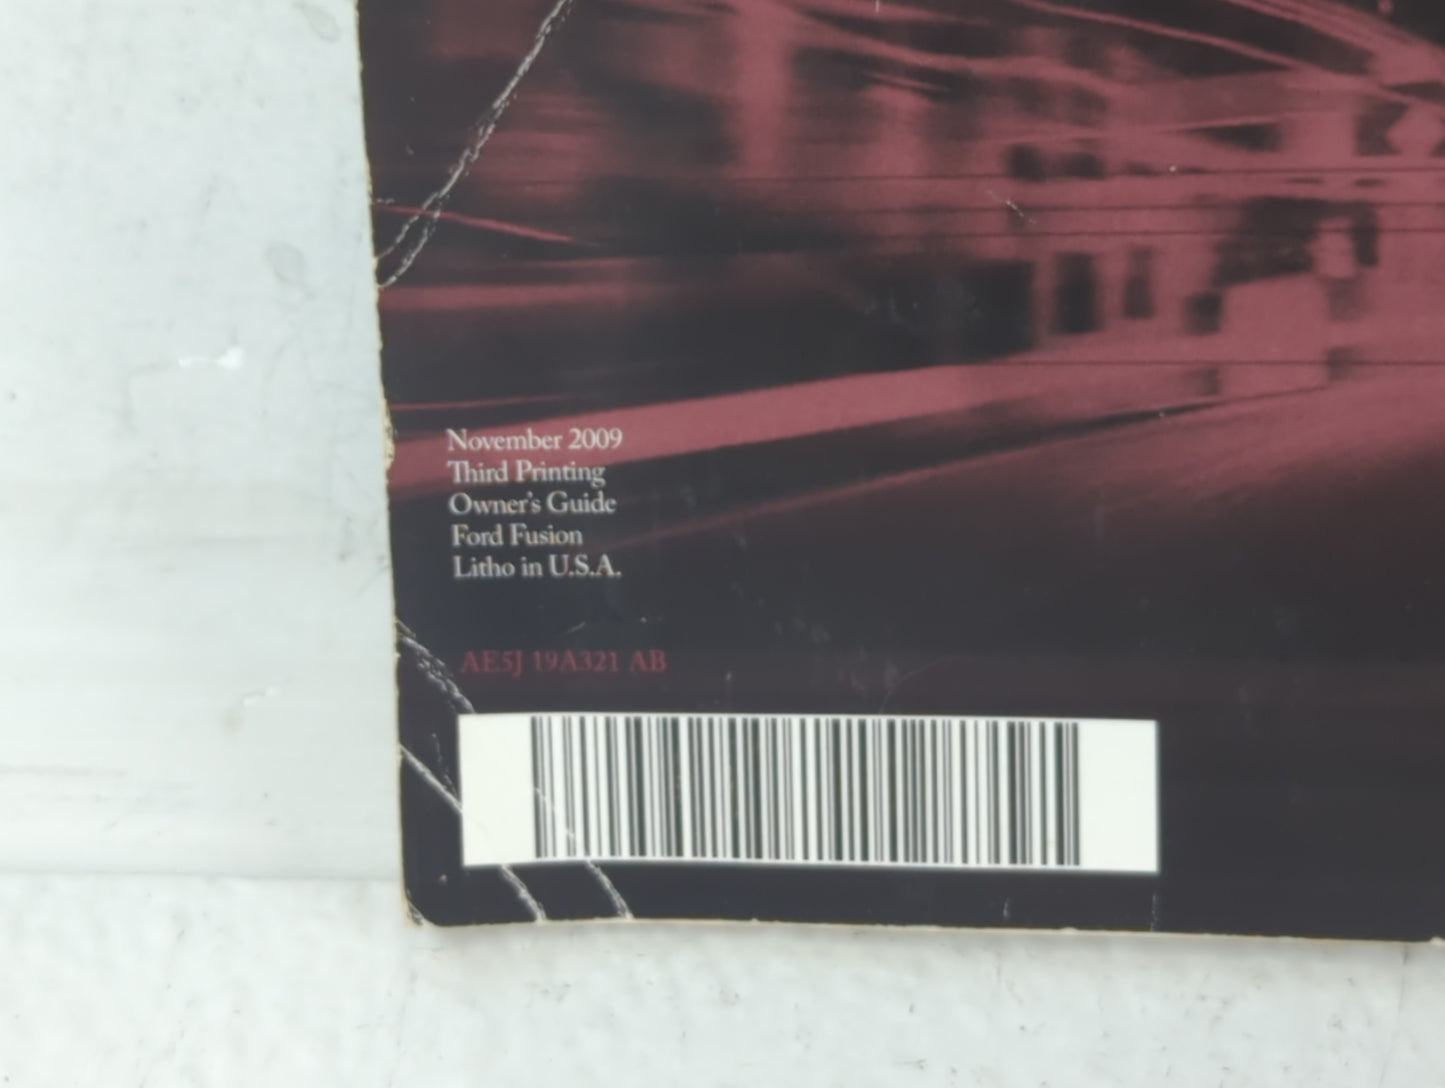 November 2009
Third Printing
Owner's Guide
Ford Fusion
Litho in U.S.A.
AE5J 19A321 AB